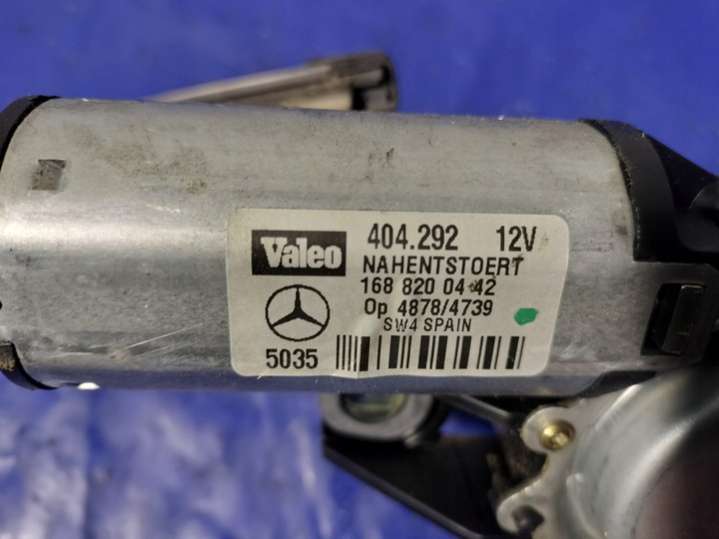 Valeo 404.292 12V
NAHENTSTOERT
168 820 04 42
Op 4878/4739
SW4 SPAIN
5035